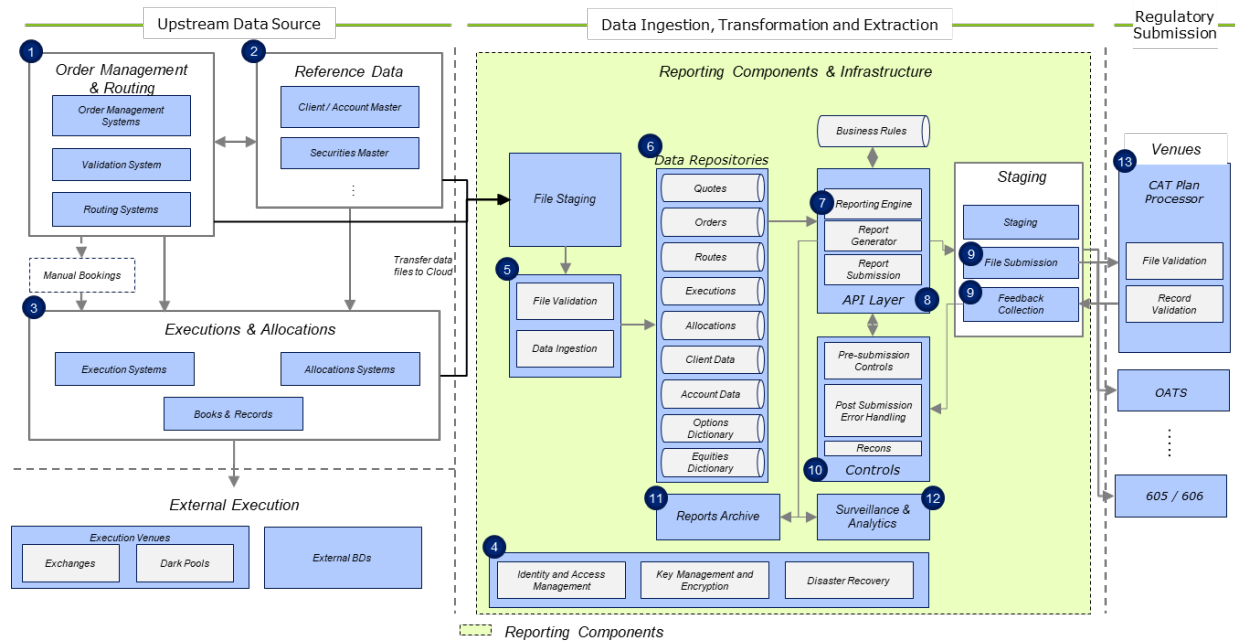 Upstream Data Source
Data Ingestion, Transformation and Extraction
Regulatory
Submission
1
Order Management
& Routing
Order Management
Systems
Validation System
Routing Systems
2
Reference Data
Client / Account Master
Securities Master
⋮
Manual Bookings
Transfer data
files to Cloud
3
Executions & Allocations
Execution Systems
Allocations Systems
Books & Records
External Execution
Execution Venues
Exchanges
Dark Pools
External BDs
Reporting Components & Infrastructure
File Staging
5
File Validation
Data Ingestion
6
Data Repositories
Quotes
Orders
Routes
Executions
Allocations
Client Data
Account Data
Options
Dictionary
Equities
Dictionary
Business Rules
7
Reporting Engine
Report
Generator
Report
Submission
API Layer
8
Pre-submission
Controls
Post Submission
Error Handling
Recons
10
Controls
Staging
Staging
9
File Submission
9
Feedback
Collection
11
Reports Archive
12
Surveillance &
Analytics
4
Identity and Access
Management
Key Management and
Encryption
Disaster Recovery
Reporting Components
Venues
13
CAT Plan
Processor
File Validation
Record
Validation
OATS
605 / 606